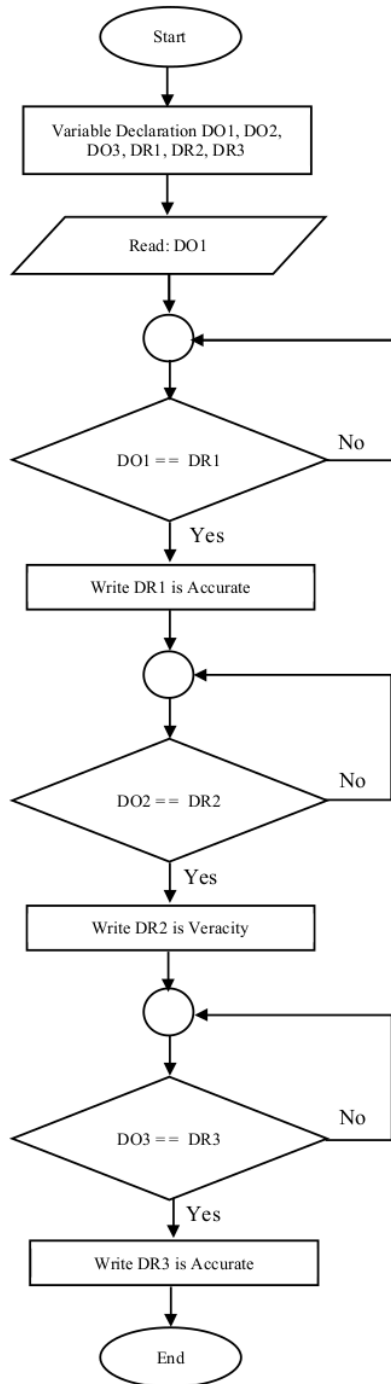 Start
Variable Declaration DO1, DO2,
DO3, DR1, DR2, DR3
Read: DO1
DO1 = = DR1
No
Yes
Write DR1 is Accurate
DO2 == DR2
No
Yes
Write DR2 is Veracity
DO3 == DR3
No
Yes
Write DR3 is Accurate
End